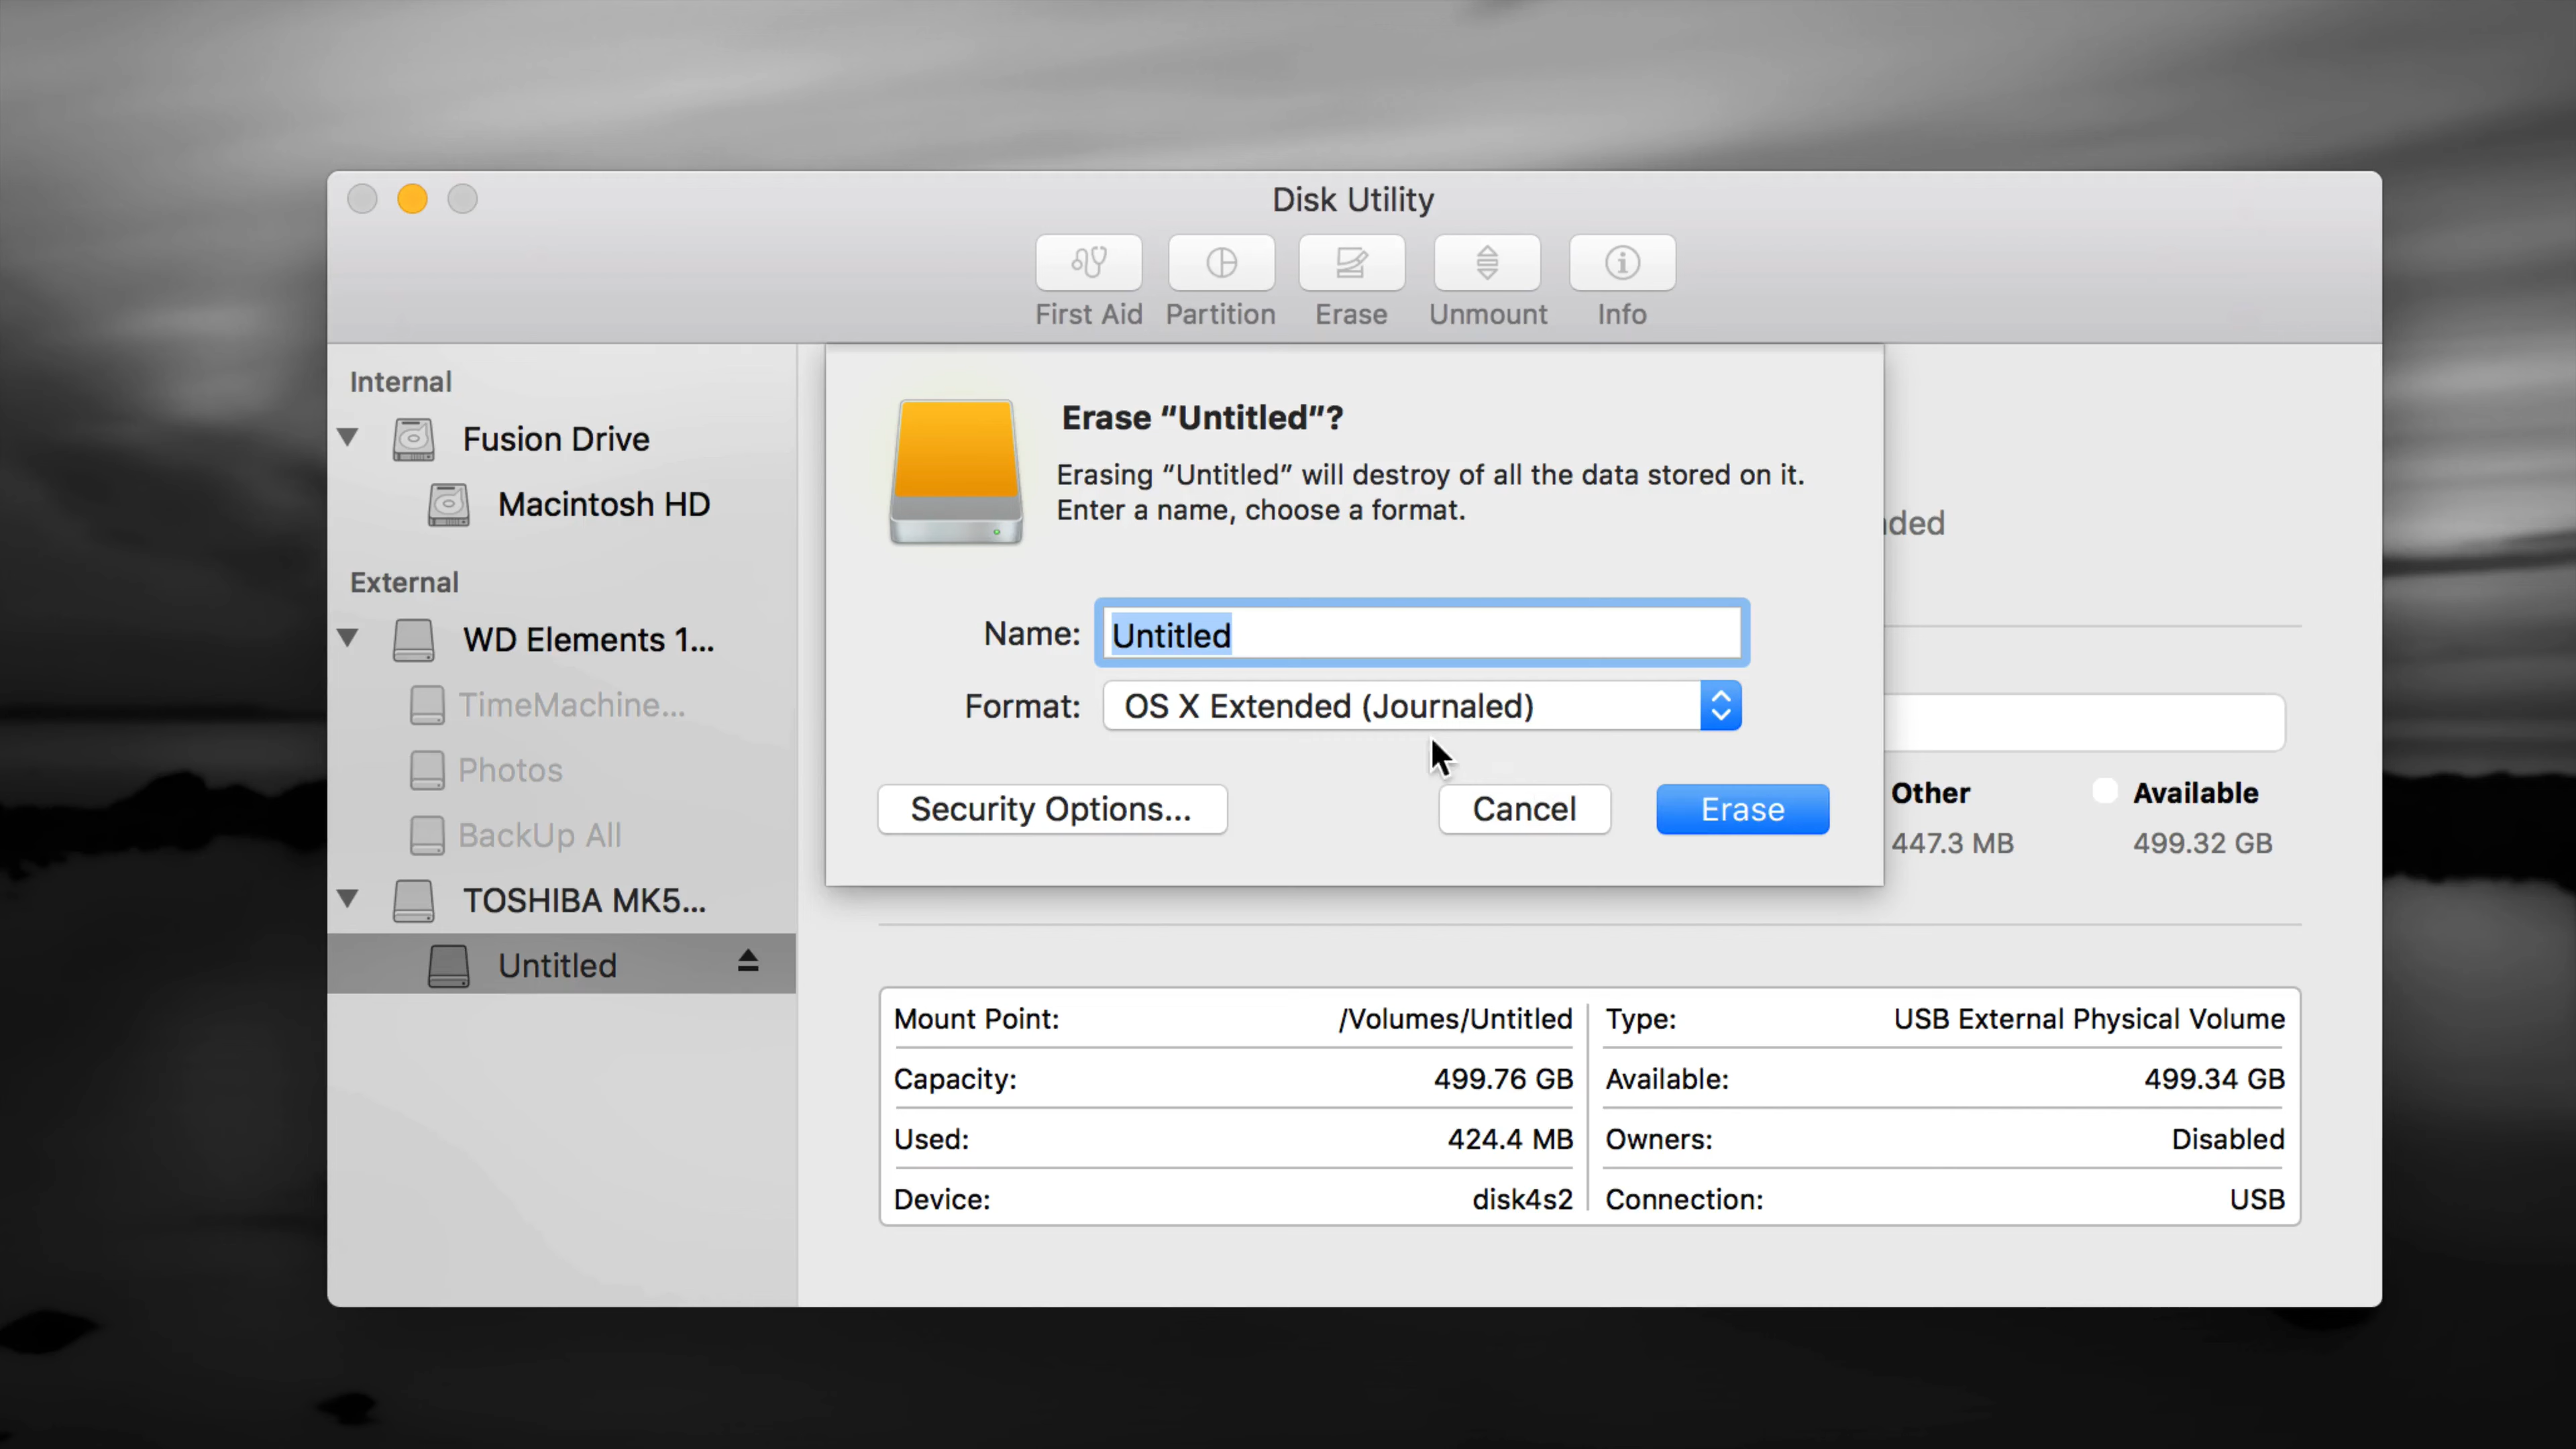 Disk Utility
First Aid Partition Erase Unmount Info
Internal
Fusion Drive
Macintosh HD
External
WD Elements 1...
TimeMachine...
Photos
BackUp All
TOSHIBA MK5...
Untitled
Erase “Untitled”?
Erasing “Untitled” will destroy of all the data stored on it.
Enter a name, choose a format.
Name: Untitled
Format: OS X Extended (Journaled)
Security Options... Cancel Erase
Other Available
447.3 MB 499.32 GB
Mount Point: /Volumes/Untitled Type: USB External Physical Volume
Capacity: 499.76 GB Available: 499.34 GB
Used: 424.4 MB Owners: Disabled
Device: disk4s2 Connection: USB